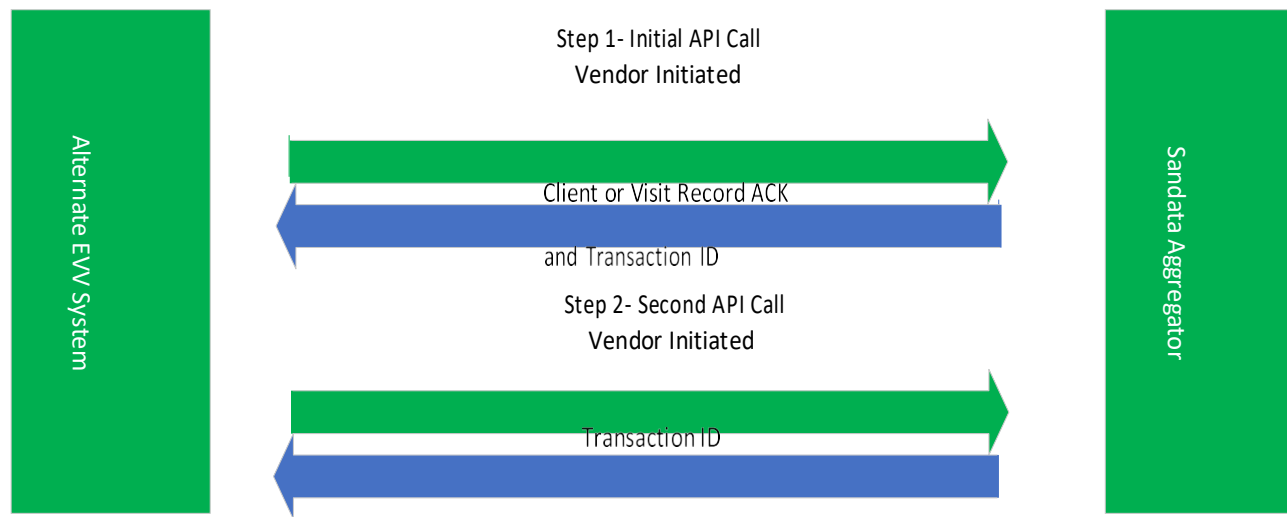 Alternate EVV System
Step 1- Initial API Call
Vendor Initiated
Client or Visit Record ACK
and Transaction ID
Step 2- Second API Call
Vendor Initiated
Transaction ID
Sandata Aggregator